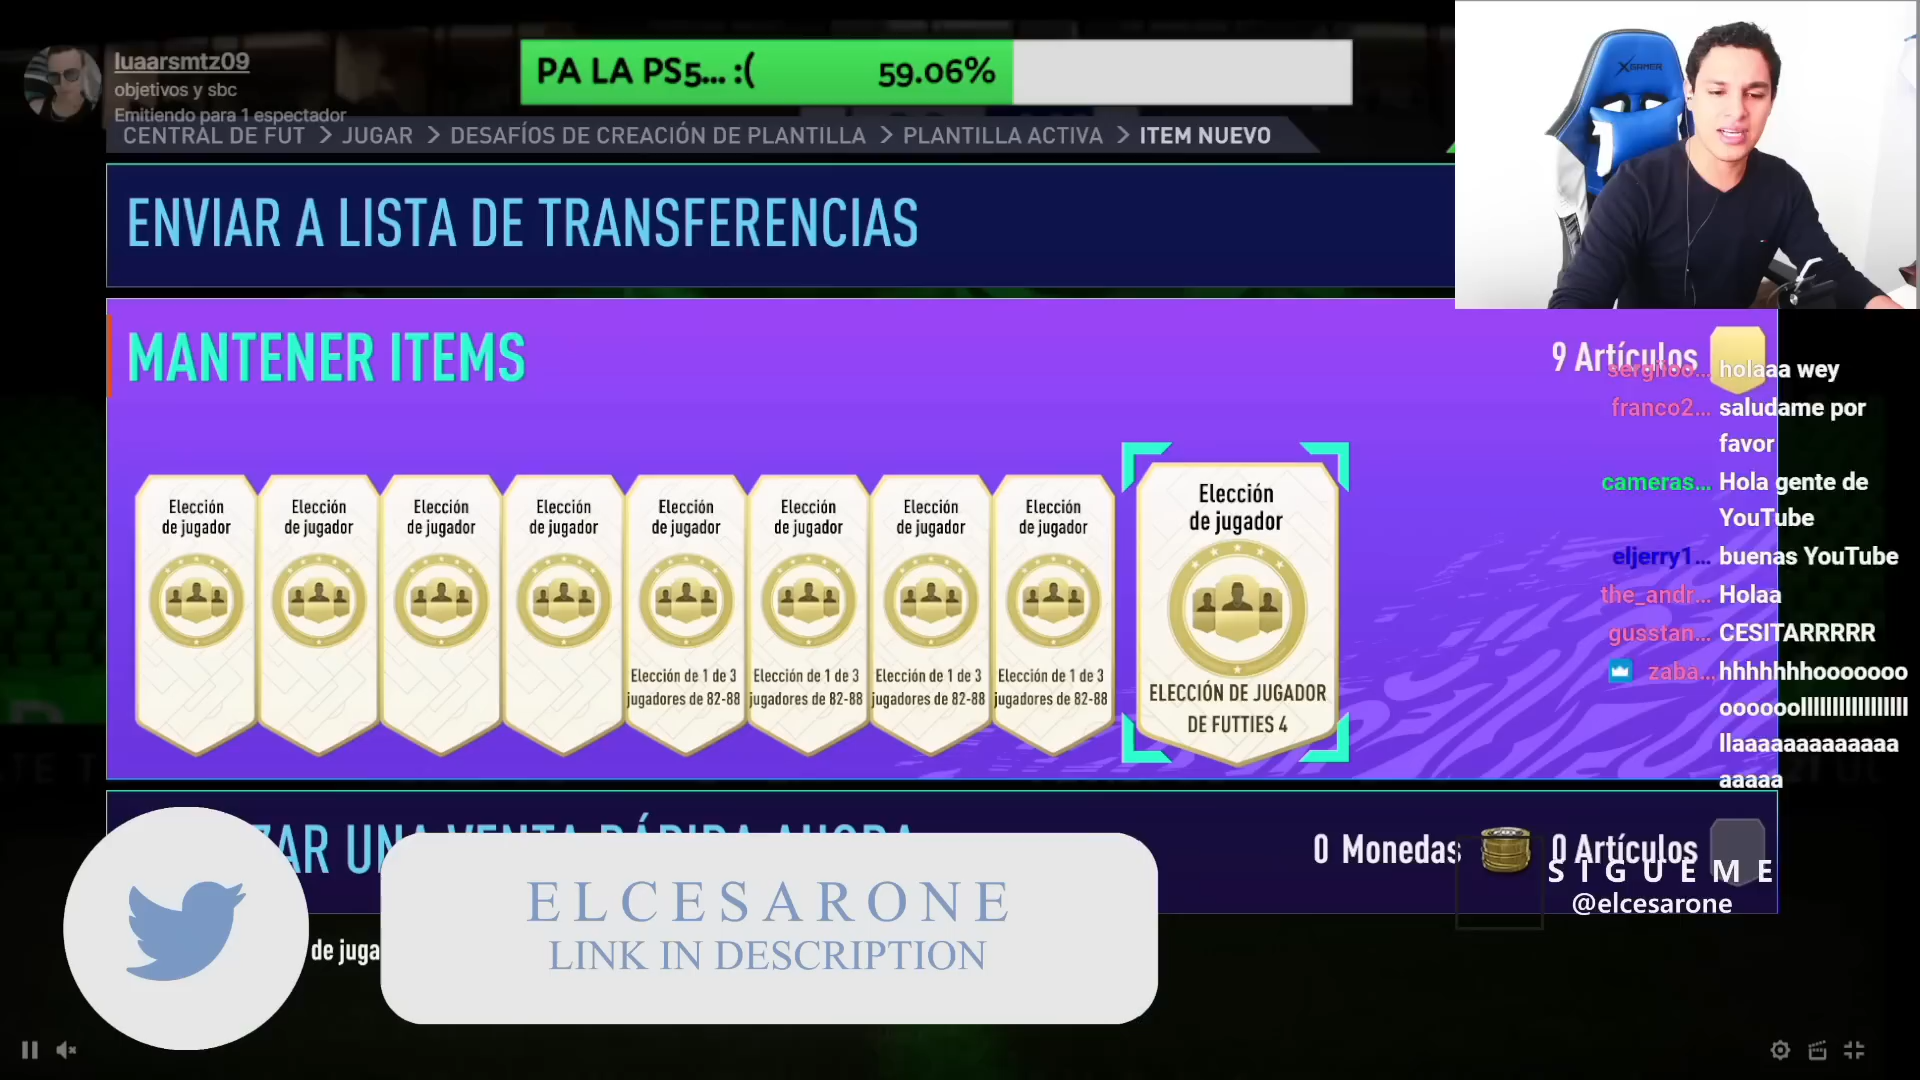 luaarsmtz09
objetivos y sbc
Emitiendo para 1 espectador
PA LA PS5... :( 59.06%
XGAMER
CENTRAL DE FUT > JUGAR > DESAFÍOS DE CREACIÓN DE PLANTILLA > PLANTILLA ACTIVA > ITEM NUEVO
ENVIAR A LISTA DE TRANSFERENCIAS
MANTENER ITEMS
9 Artículos
sergiioo... holaaa wey
franco2... saludame por
favor
cameras... Hola gente de
YouTube
eljerry1... buenas YouTube
the_andr... Holaa
gusstan... CESITARRRRR
Elección
de jugador
Elección
de jugador
Elección
de jugador
Elección
de jugador
Elección
de jugador
Elección de 1 de 3
jugadores de 82-88
Elección
de jugador
Elección de 1 de 3
jugadores de 82-88
Elección
de jugador
Elección de 1 de 3
jugadores de 82-88
Elección
de jugador
Elección de 1 de 3
jugadores de 82-88
Elección
de jugador
ELECCIÓN DE JUGADOR
DE FUTTIES 4
zaba...
aaaaa
UNA VENTA RÁPIDA AHORA
0 Monedas 0 Artículos
SIGUEME
@elcesarone
ELCESARONE
LINK IN DESCRIPTION
de juga